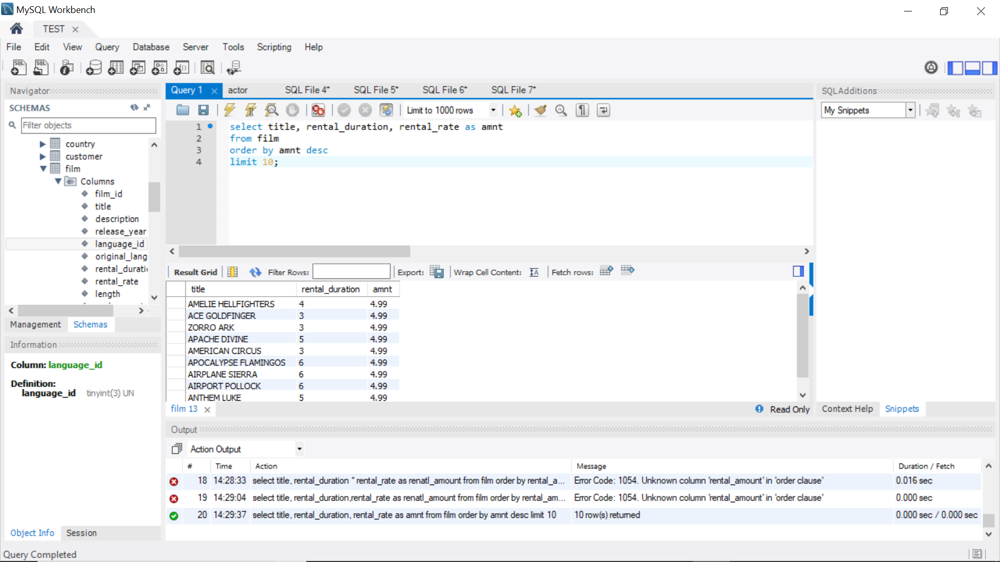 MySQL Workbench
TEST
File Edit View Query Database Server Tools Scripting Help
Navigator
SCHEMAS
Filter objects
country
customer
film
Columns
film_id
title
description
release_year
language_id
original_lang
rental_durati
rental_rate
length
Management Schemas
Information
Column: language_id
Definition:
language_id tinyint(3) UN
Object Info Session
Query 1 actor SQL File 4* SQL File 5* SQL File 6* SQL File 7*
Limit to 1000 rows
1 select title, rental_duration, rental_rate as amnt
2 from film
3 order by amnt desc
4 limit 10;
Result Grid Filter Rows: Export: Wrap Cell Content: Fetch rows:
title rental_duration amnt
AMELIE HELLFIGHTERS 4 4.99
ACE GOLDFINGER 3 4.99
ZORRO ARK 3 4.99
APACHE DIVINE 5 4.99
AMERICAN CIRCUS 3 4.99
APOCALYPSE FLAMINGOS 6 4.99
AIRPLANE SIERRA 6 4.99
AIRPORT POLLOCK 6 4.99
ANTHEM LUKE 5 4.99
film 13 Read Only
SQLAdditions
My Snippets
Context Help Snippets
Output
Action Output
# Time Action Message Duration / Fetch
18 14:28:33 select title, rental_duration * rental_rate as renatl_amount from film order by rental_a... Error Code: 1054. Unknown column 'rental_amount' in 'order clause' 0.016 sec
19 14:29:04 select title, rental_duration,rental_rate as renatl_amount from film order by rental_am... Error Code: 1054. Unknown column 'rental_amount' in 'order clause' 0.000 sec
20 14:29:37 select title, rental_duration, rental_rate as amnt from film order by amnt desc limit 10 10 row(s) returned 0.000 sec / 0.000 sec
Query Completed